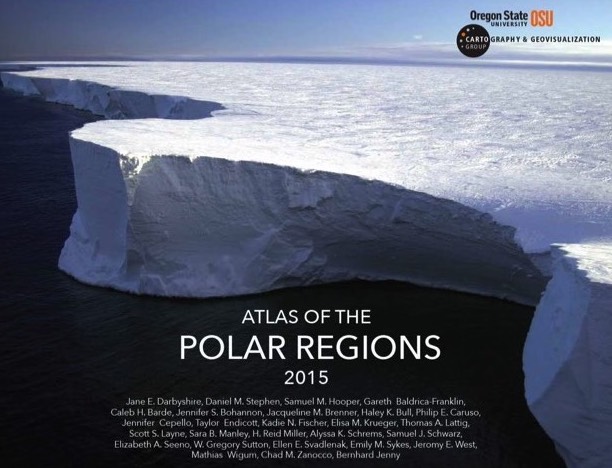 Oregon State OSU
UNIVERSITY
CARTOGRAPHY & GEOVISUALIZATION
GROUP
ATLAS OF THE
POLAR REGIONS
2015
Jane E. Darbyshire, Daniel M. Stephen, Samuel M. Hooper, Gareth Baldrica-Franklin,
Caleb H. Barde, Jennifer S. Bohannon, Jacqueline M. Brenner, Haley K. Bull, Philip E. Caruso,
Jennifer Cepello, Taylor Endicott, Kadie N. Fischer, Elisa M. Krueger, Thomas A. Lattig,
Scott S. Layne, Sara B. Manley, H. Reid Miller, Alyssa K. Schrems, Samuel J. Schwarz,
Elizabeth A. Seeno, W. Gregory Sutton, Ellen E. Svadlenak, Emily M. Sykes, Jeromy E. West,
Mathias Wigum, Chad M. Zanocco, Bernhard Jenny